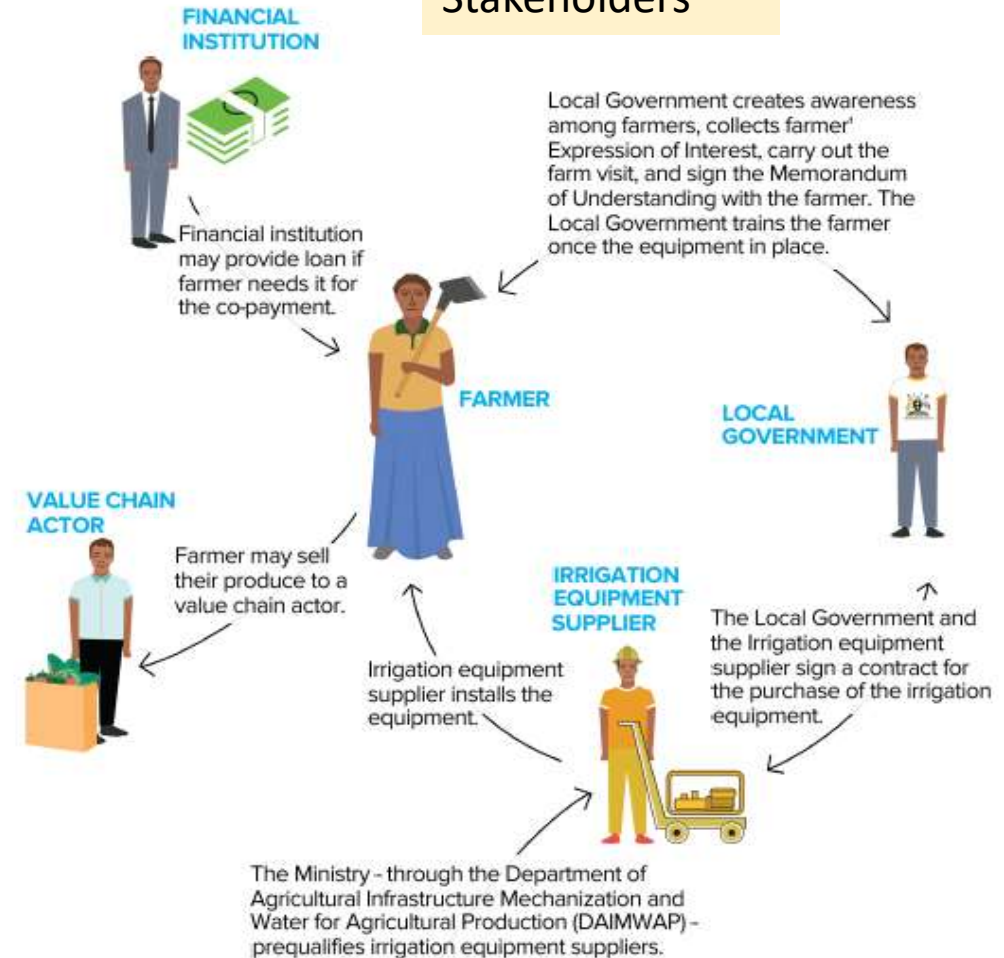 Stakeholders
FINANCIAL
INSTITUTION
Local Government creates awareness
among farmers, collects farmer'
Expression of Interest, carry out the
farm visit, and sign the Memorandum
of Understanding with the farmer. The
Local Government trains the farmer
once the equipment in place.
Financial institution
may provide loan if
farmer needs it for
the co-payment.
FARMER
LOCAL
GOVERNMENT
VALUE CHAIN
ACTOR
Farmer may sell
their produce to a
value chain actor.
IRRIGATION
EQUIPMENT
SUPPLIER
The Local Government and
the Irrigation equipment
supplier sign a contract for
the purchase of the irrigation
equipment.
Irrigation equipment
supplier installs the
equipment.
The Ministry - through the Department of
Agricultural Infrastructure Mechanization and
Water for Agricultural Production (DAIMWAP) -
prequalifies irrigation equipment suppliers.